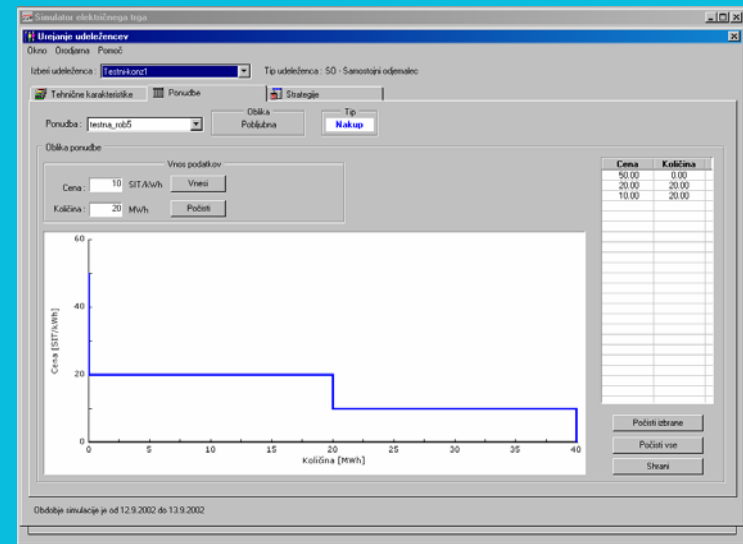 Simulator električnega trga
Urejanje udeležencev
Okno Orodjarna Pomoč
Izberi udeleženca : Testni-konz1 Tip udeleženca : SO - Samostojni odjemalec
Tehnične karakteristike Ponudbe Strategije
Ponudba : testna_rob5 Oblika Poljubna Tip Nakup
Oblika ponudbe
Vnos podatkov
Cena : 10 SIT/kWh Vnesi
Količina : 20 MWh Počisti
Cena Količina
50.00 0.00
20.00 20.00
10.00 20.00
60
40
20
0
Cena [SIT/kWh]
0 5 10 15 20 25 30 35 40
Količina [MWh]
Počisti izbrane
Počisti vse
Shrani
Obdobje simulacije je od 12.9.2002 do 13.9.2002